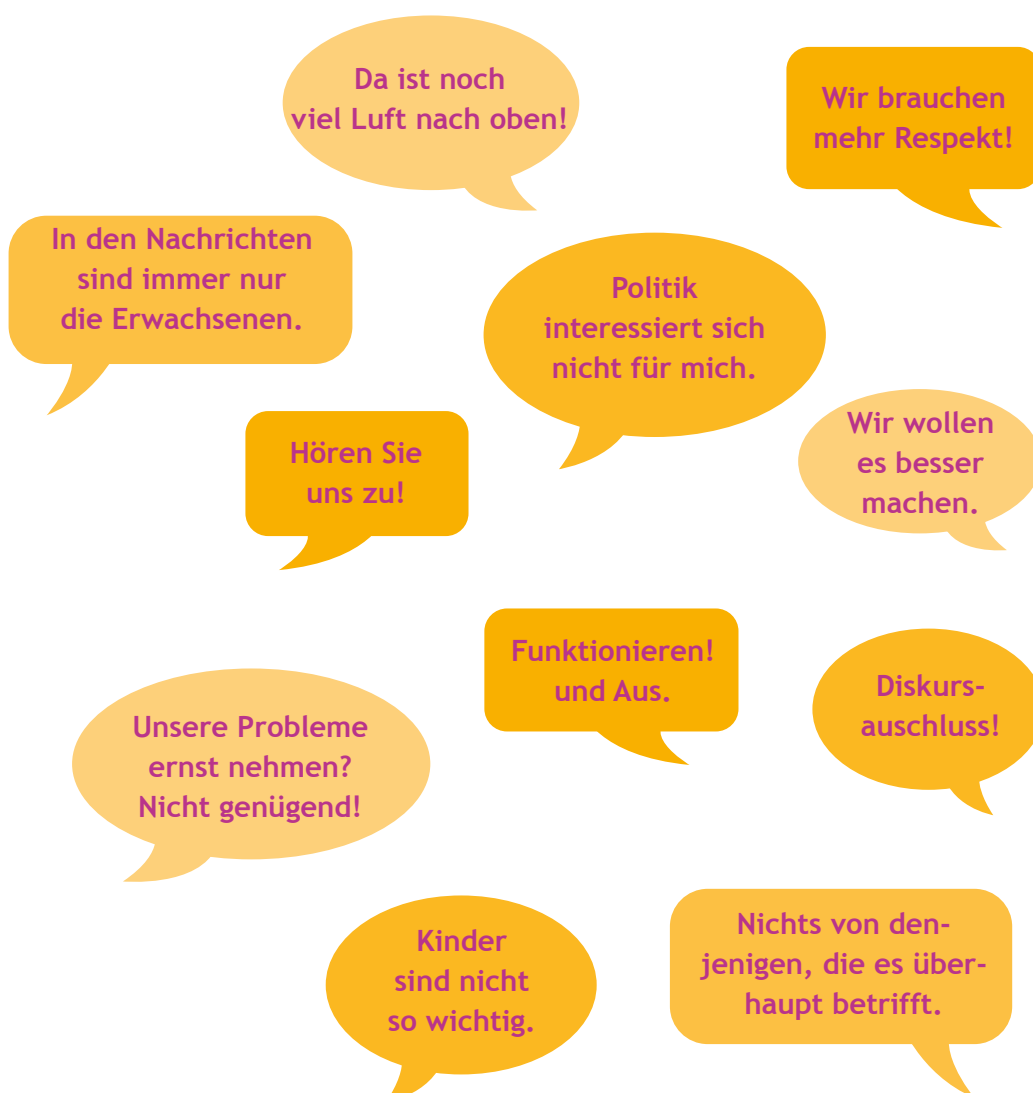 Da ist noch
viel Luft nach oben!
Wir brauchen
mehr Respekt!
In den Nachrichten
sind immer nur
die Erwachsenen.
Politik
interessiert sich
nicht für mich.
Wir wollen
es besser
machen.
Hören Sie
uns zu!
Funktionieren!
und Aus.
Diskurs-
auschluss!
Unsere Probleme
ernst nehmen?
Nicht genügend!
Kinder
sind nicht
so wichtig.
Nichts von den-
jenigen, die es über-
haupt betrifft.